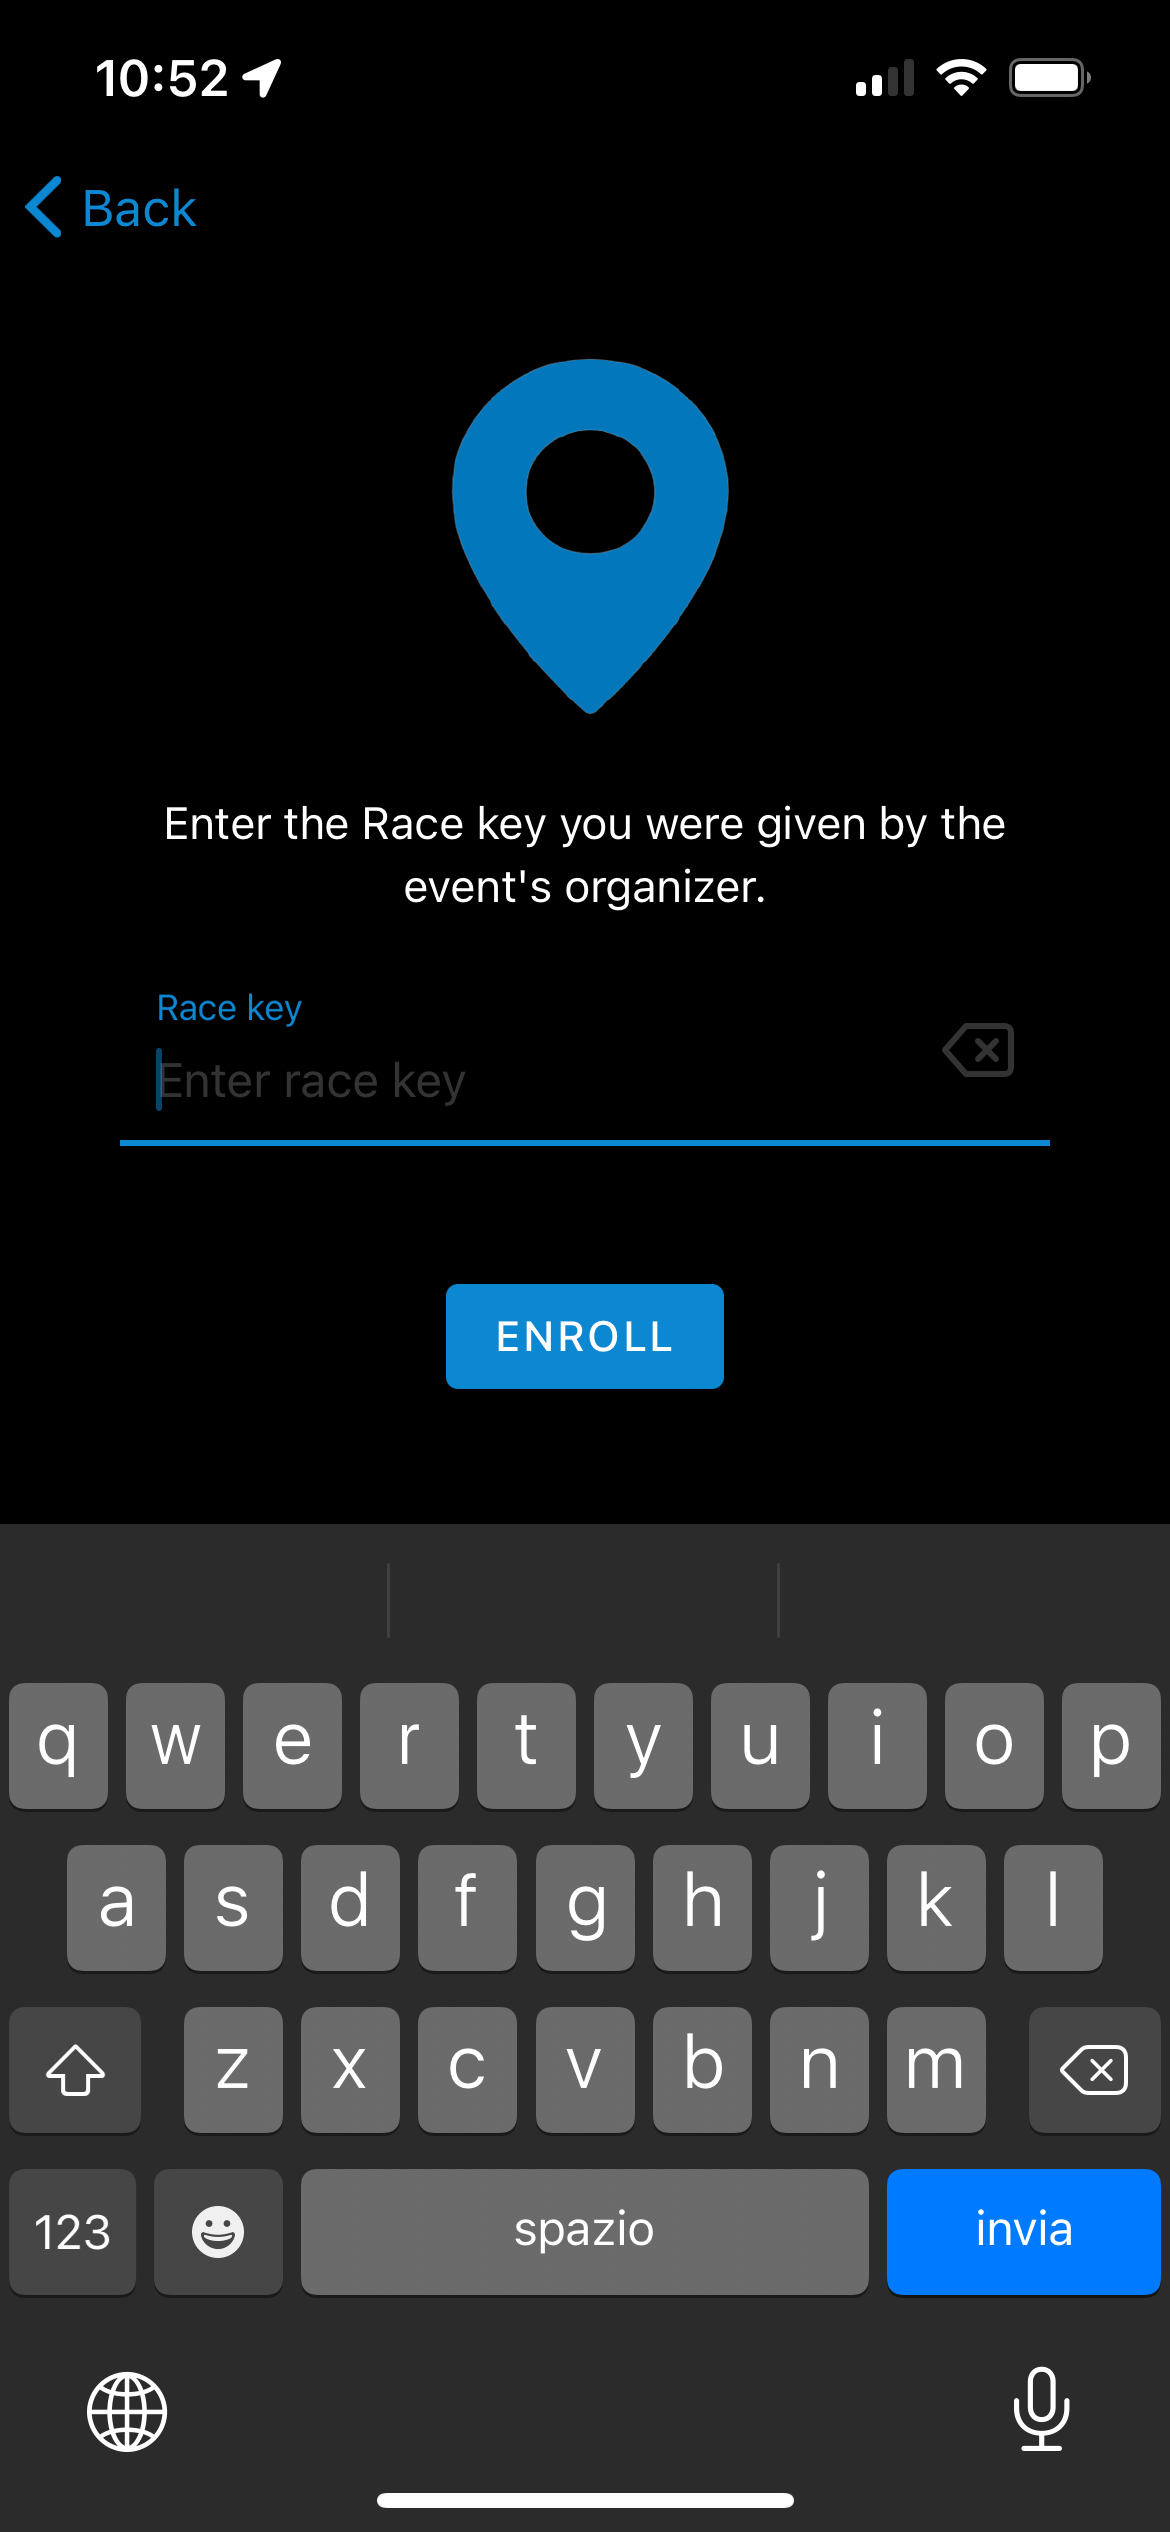 10:52
Back
Enter the Race key you were given by the
event's organizer.
Race key
Enter race key
ENROLL
q w e r t y u i o p
a s d f g h j k l
z x c v b n m
123 spazio invia